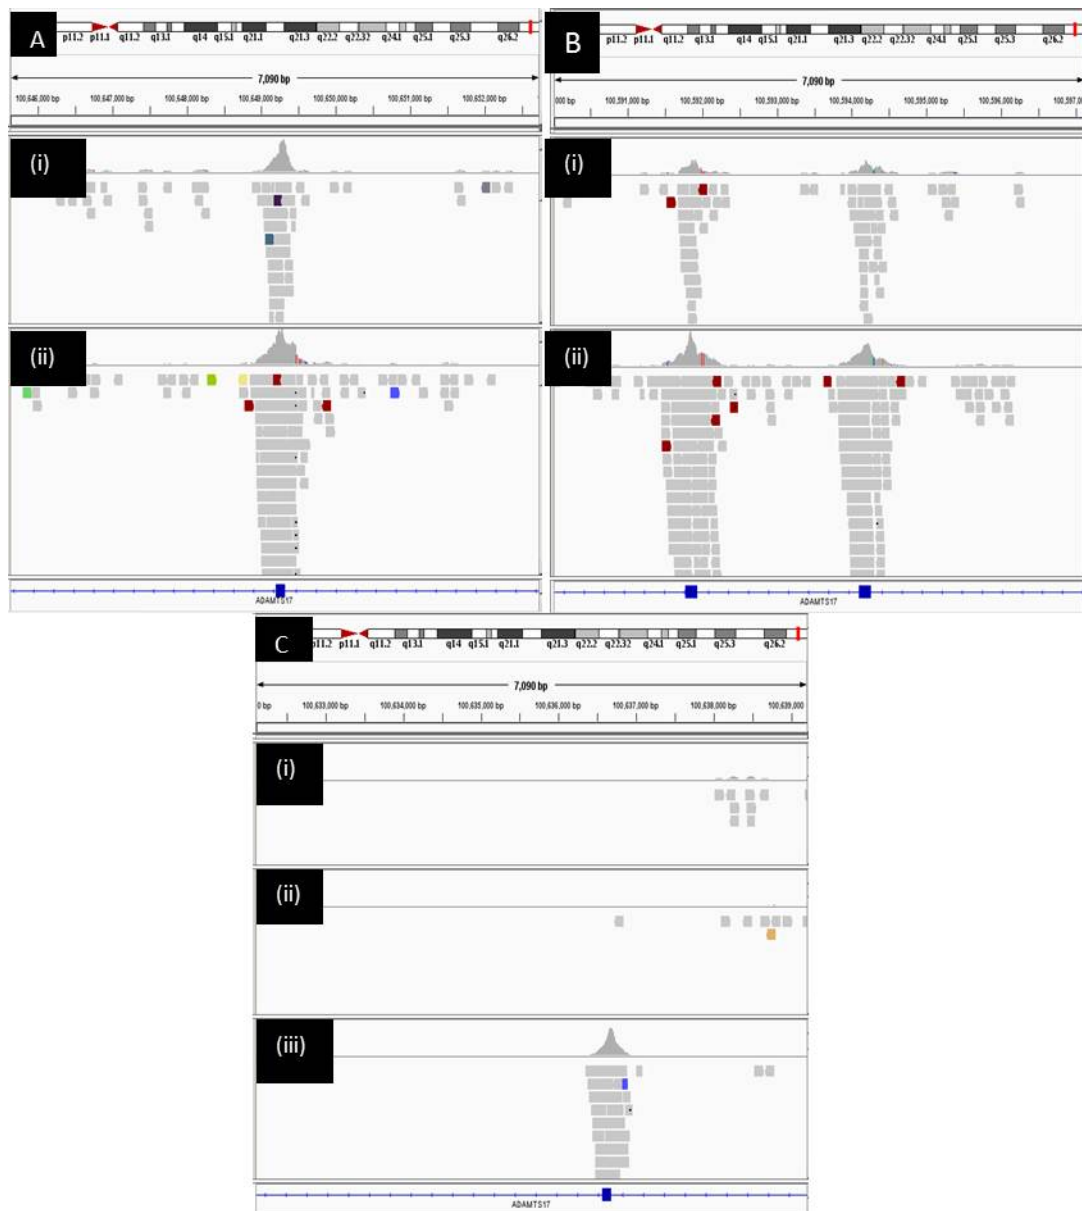 A
p11.2 p11.1 q11.2 q13.1 q14 q15.1 q21.1 q21.3 q22.2 q22.32 q24.1 q25.1 q25.3 q26.2
7,090 bp
100,646,000 bp 100,647,000 bp 100,648,000 bp 100,649,000 bp 100,650,000 bp 100,651,000 bp 100,652,000 bp
(i)
(ii)
ADAMTS17
B
p11.2 p11.1 q11.2 q13.1 q14 q15.1 q21.1 q21.3 q22.2 q22.32 q24.1 q25.1 q25.3 q26.2
7,090 bp
000 bp 100,591,000 bp 100,592,000 bp 100,593,000 bp 100,594,000 bp 100,595,000 bp 100,596,000 bp 100,597,0
(i)
(ii)
ADAMTS17
C
p11.2 p11.1 q11.2 q13.1 q14 q15.1 q21.1 q21.3 q22.2 q22.32 q24.1 q25.1 q25.3 q26.2
7,090 bp
0 bp 100,633,000 bp 100,634,000 bp 100,635,000 bp 100,636,000 bp 100,637,000 bp 100,638,000 bp 100,639,000
(i)
(ii)
(iii)
ADAMTS17